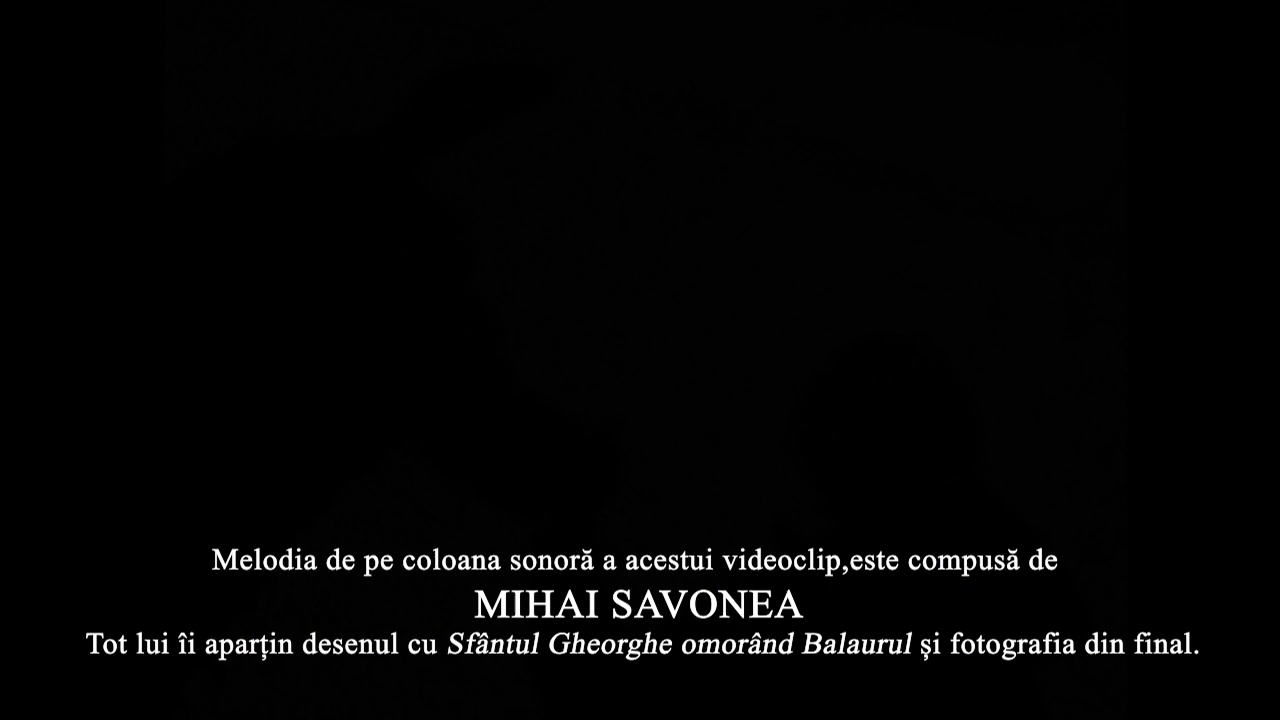 Melodia de pe coloana sonoră a acestui videoclip,este compusă de
MIHAI SAVONEA
Tot lui îi aparțin desenul cu Sfântul Gheorghe omorând Balaurul și fotografia din final.